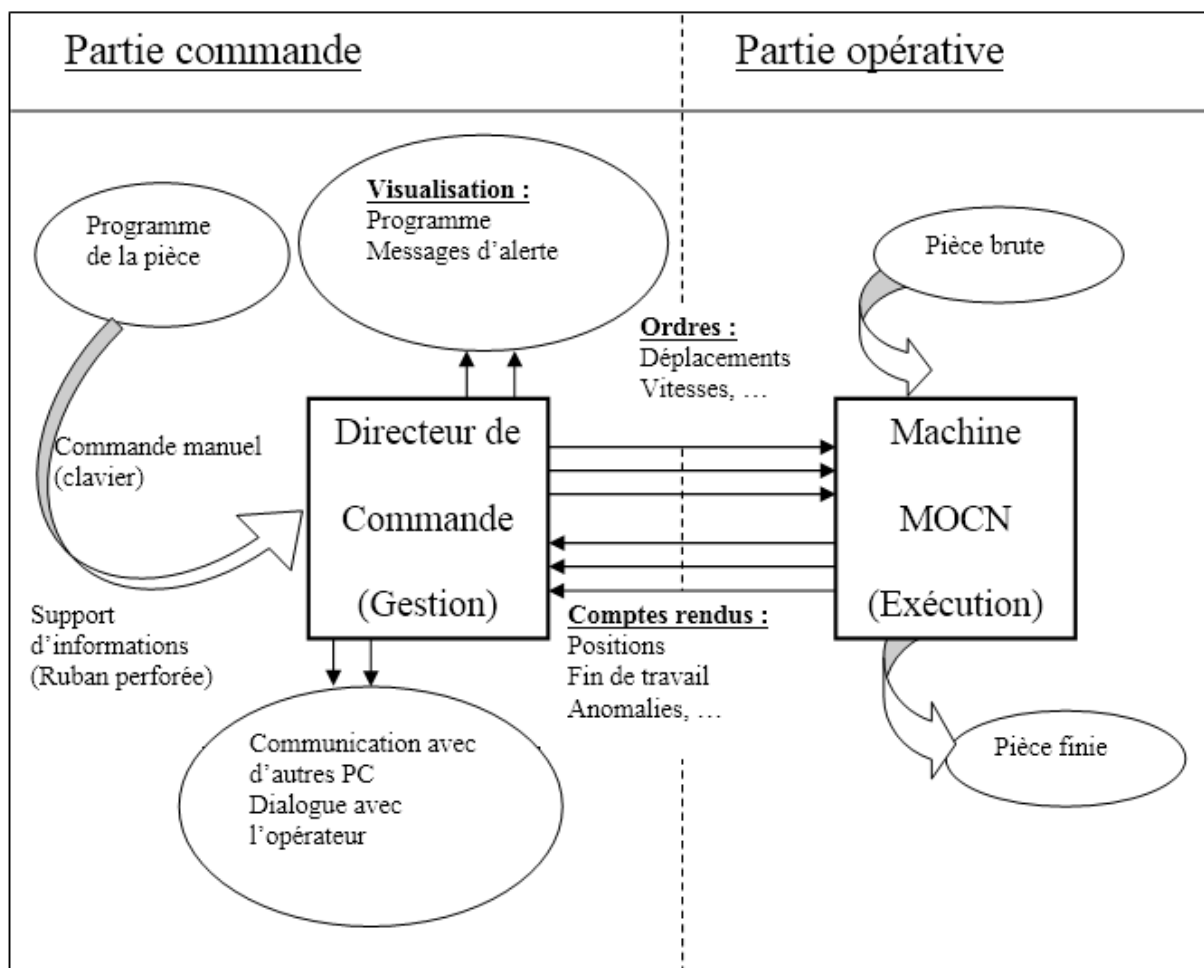 Partie commande
Partie opérative
Programme
de la pièce
Visualisation :
Programme
Messages d'alerte
Pièce brute
Ordres :
Déplacements
Vitesses, …
Commande manuel
(clavier)
Directeur de
Commande
(Gestion)
Machine
MOCN
(Exécution)
Support
d'informations
(Ruban perforée)
Comptes rendus :
Positions
Fin de travail
Anomalies, …
Communication avec
d'autres PC
Dialogue avec
l'opérateur
Pièce finie